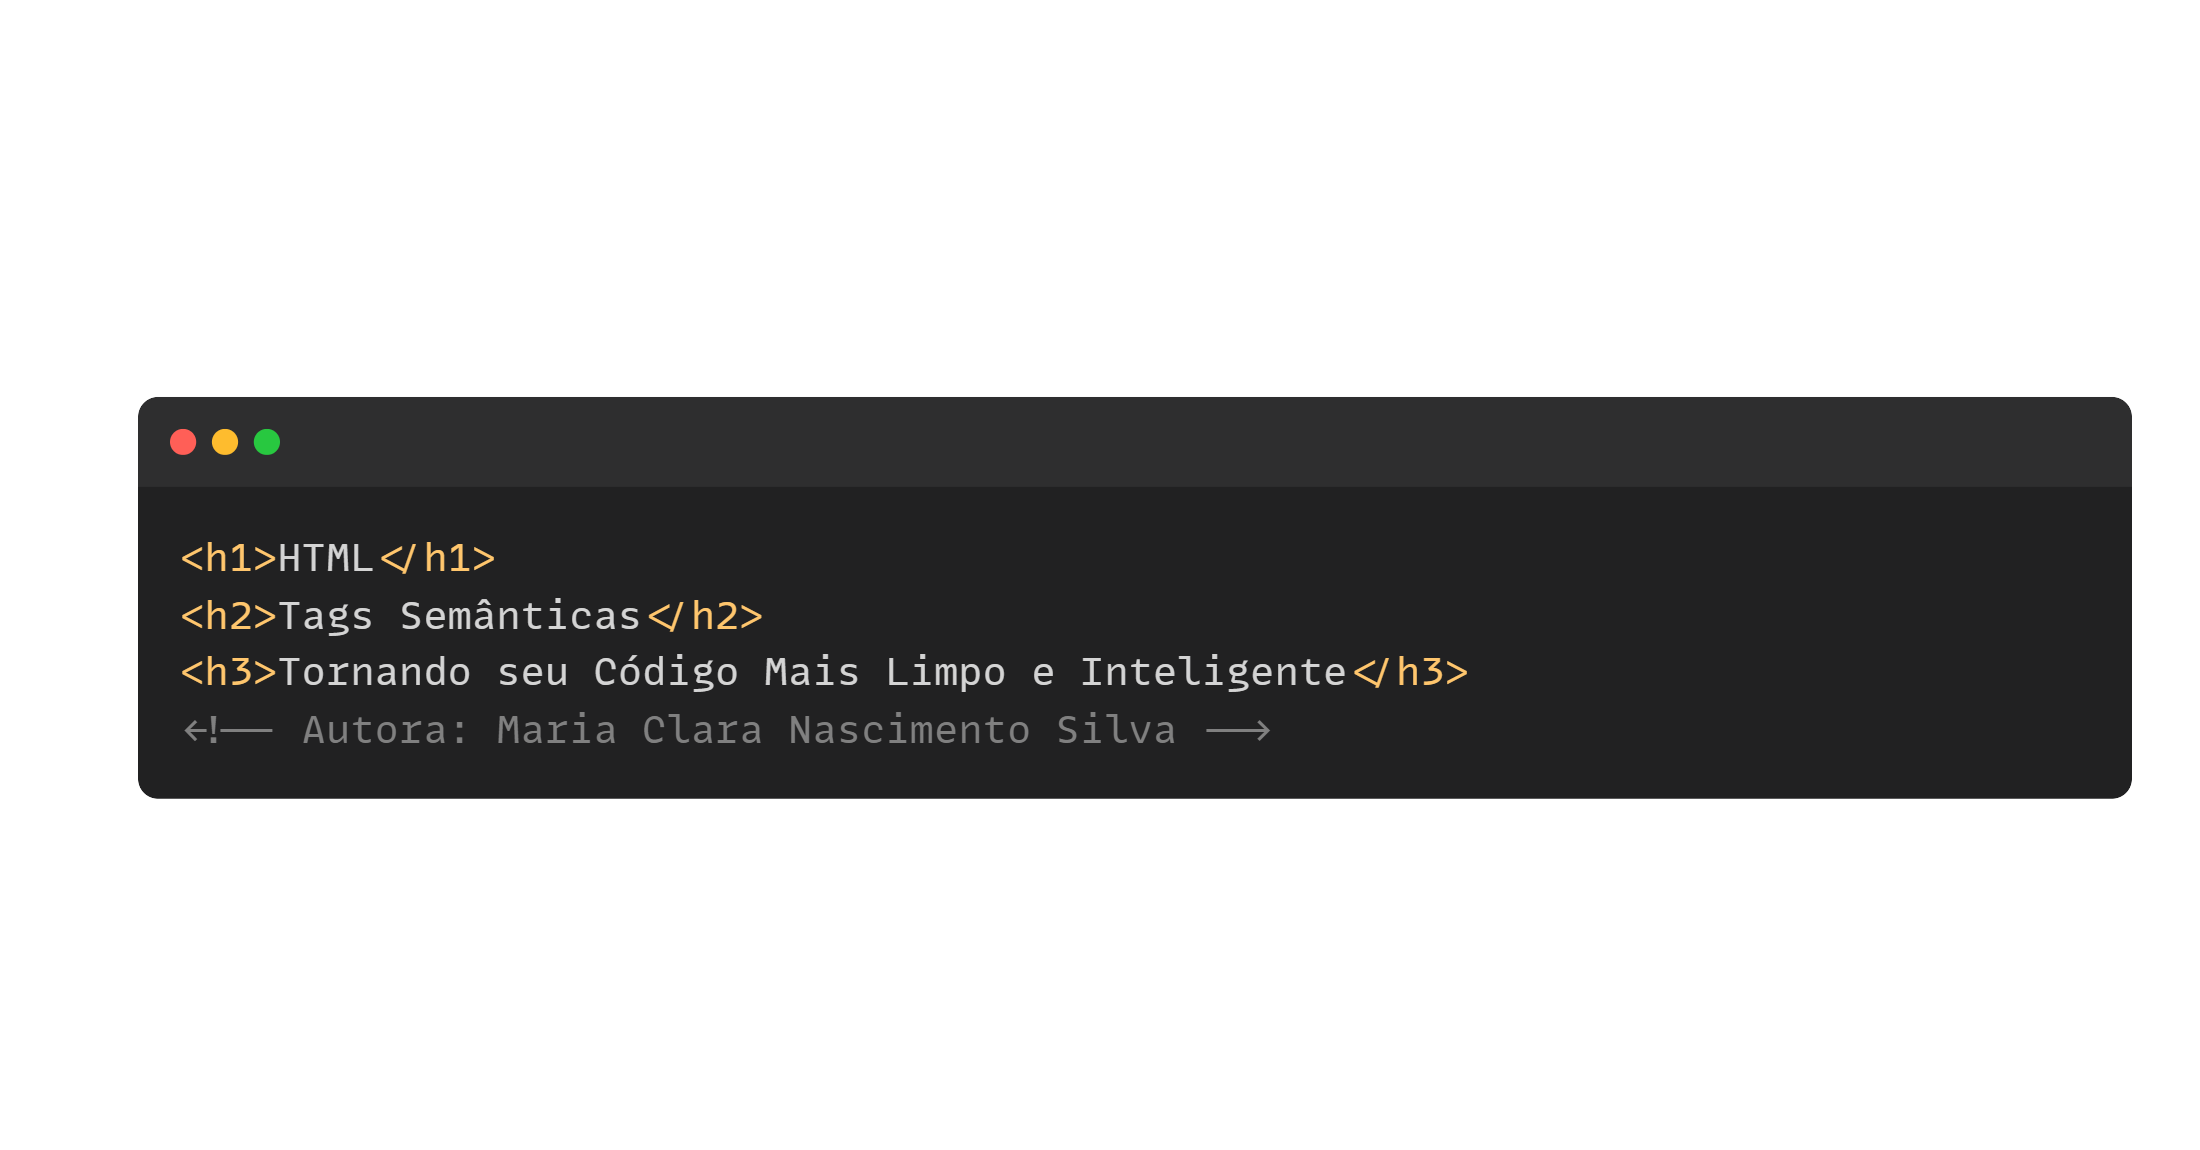 <h1>HTML</h1>
<h2>Tags Semânticas</h2>
<h3>Tornando seu Código Mais Limpo e Inteligente</h3>
<!-- Autora: Maria Clara Nascimento Silva -->